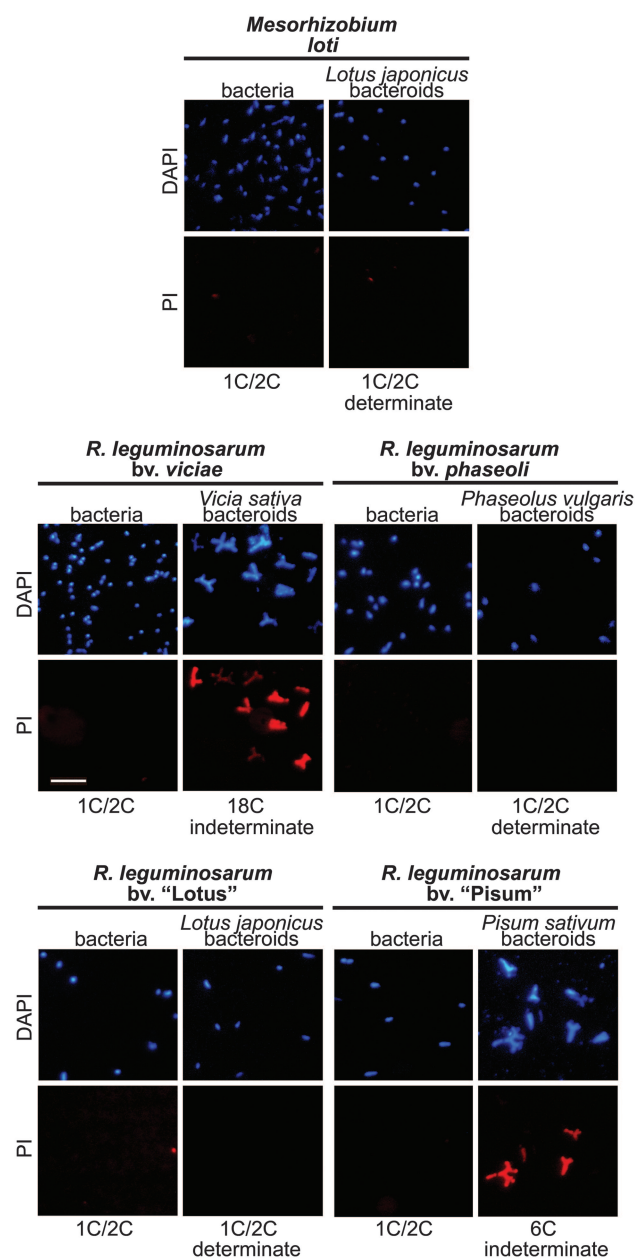 Mesorhizobium
loti
bacteria
Lotus japonicus
bacteroids
DAPI
PI
1C/2C
1C/2C
determinate
R. leguminosarum
bv. viciae
R. leguminosarum
bv. phaseoli
bacteria
Vicia sativa
bacteroids
bacteria
Phaseolus vulgaris
bacteroids
DAPI
PI
1C/2C
18C
indeterminate
1C/2C
1C/2C
determinate
R. leguminosarum
bv. “Lotus”
R. leguminosarum
bv. “Pisum”
bacteria
Lotus japonicus
bacteroids
bacteria
Pisum sativum
bacteroids
DAPI
PI
1C/2C
1C/2C
determinate
1C/2C
6C
indeterminate